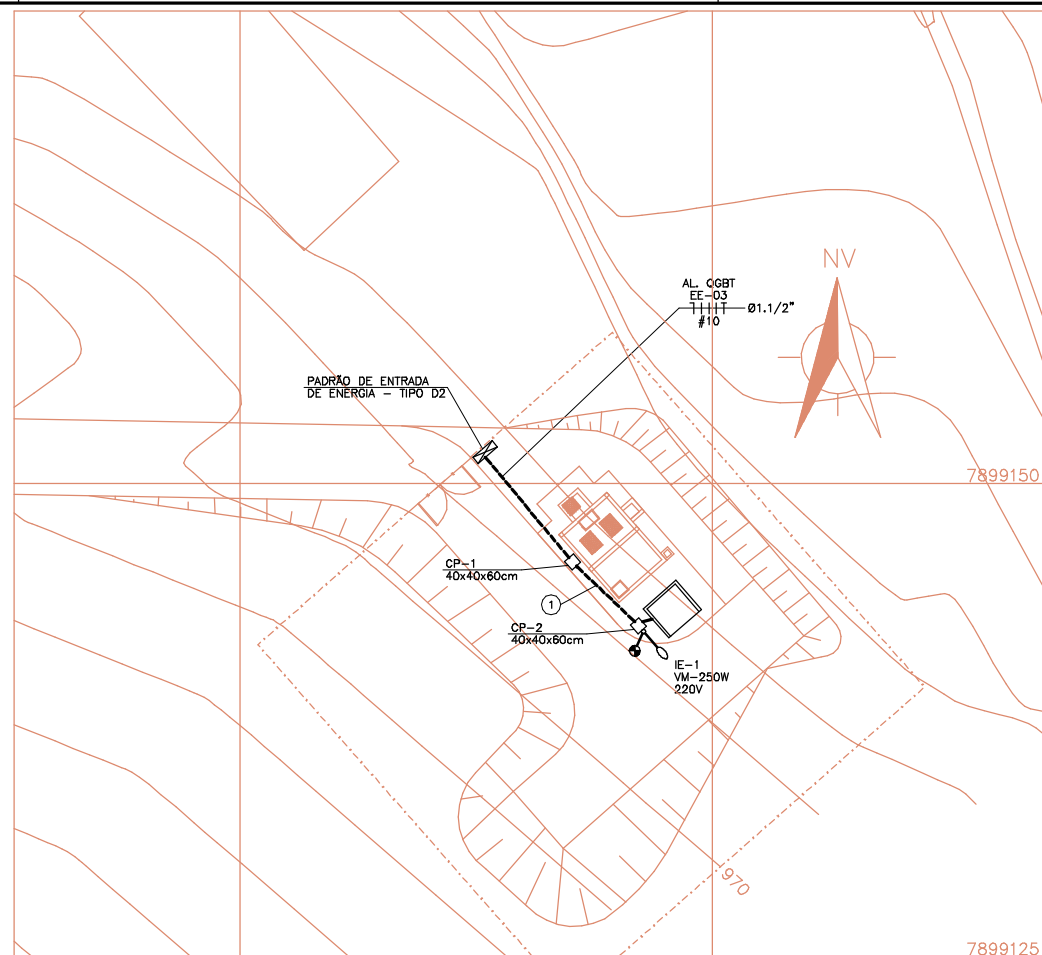 NV
AL. QGBT
EE-03
#10
Ø1.1/2"
PADRÃO DE ENTRADA
DE ENERGIA - TIPO D2
7899150
CP-1
40x40x60cm
1
CP-2
40x40x60cm
IE-1
VM-250W
220V
970
7899125